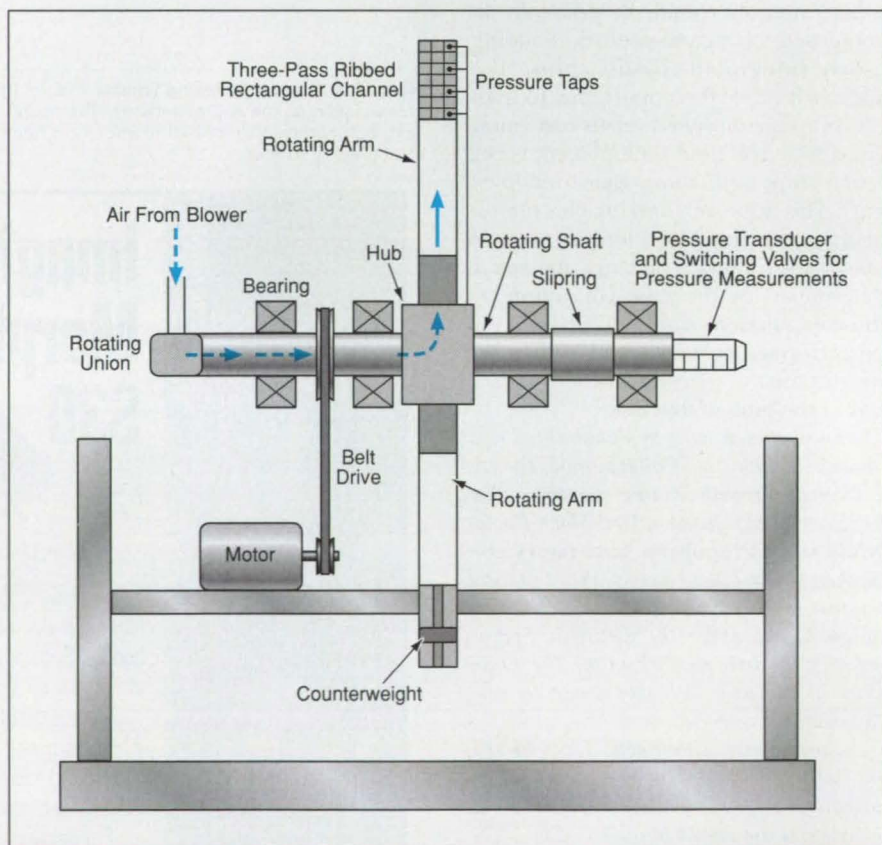 Three-Pass Ribbed
Rectangular Channel
Pressure Taps
Rotating Arm
Air From Blower
Hub
Rotating Shaft
Pressure Transducer
and Switching Valves for
Pressure Measurements
Bearing
Slipring
Rotating
Union
Belt
Drive
Rotating Arm
Motor
Counterweight